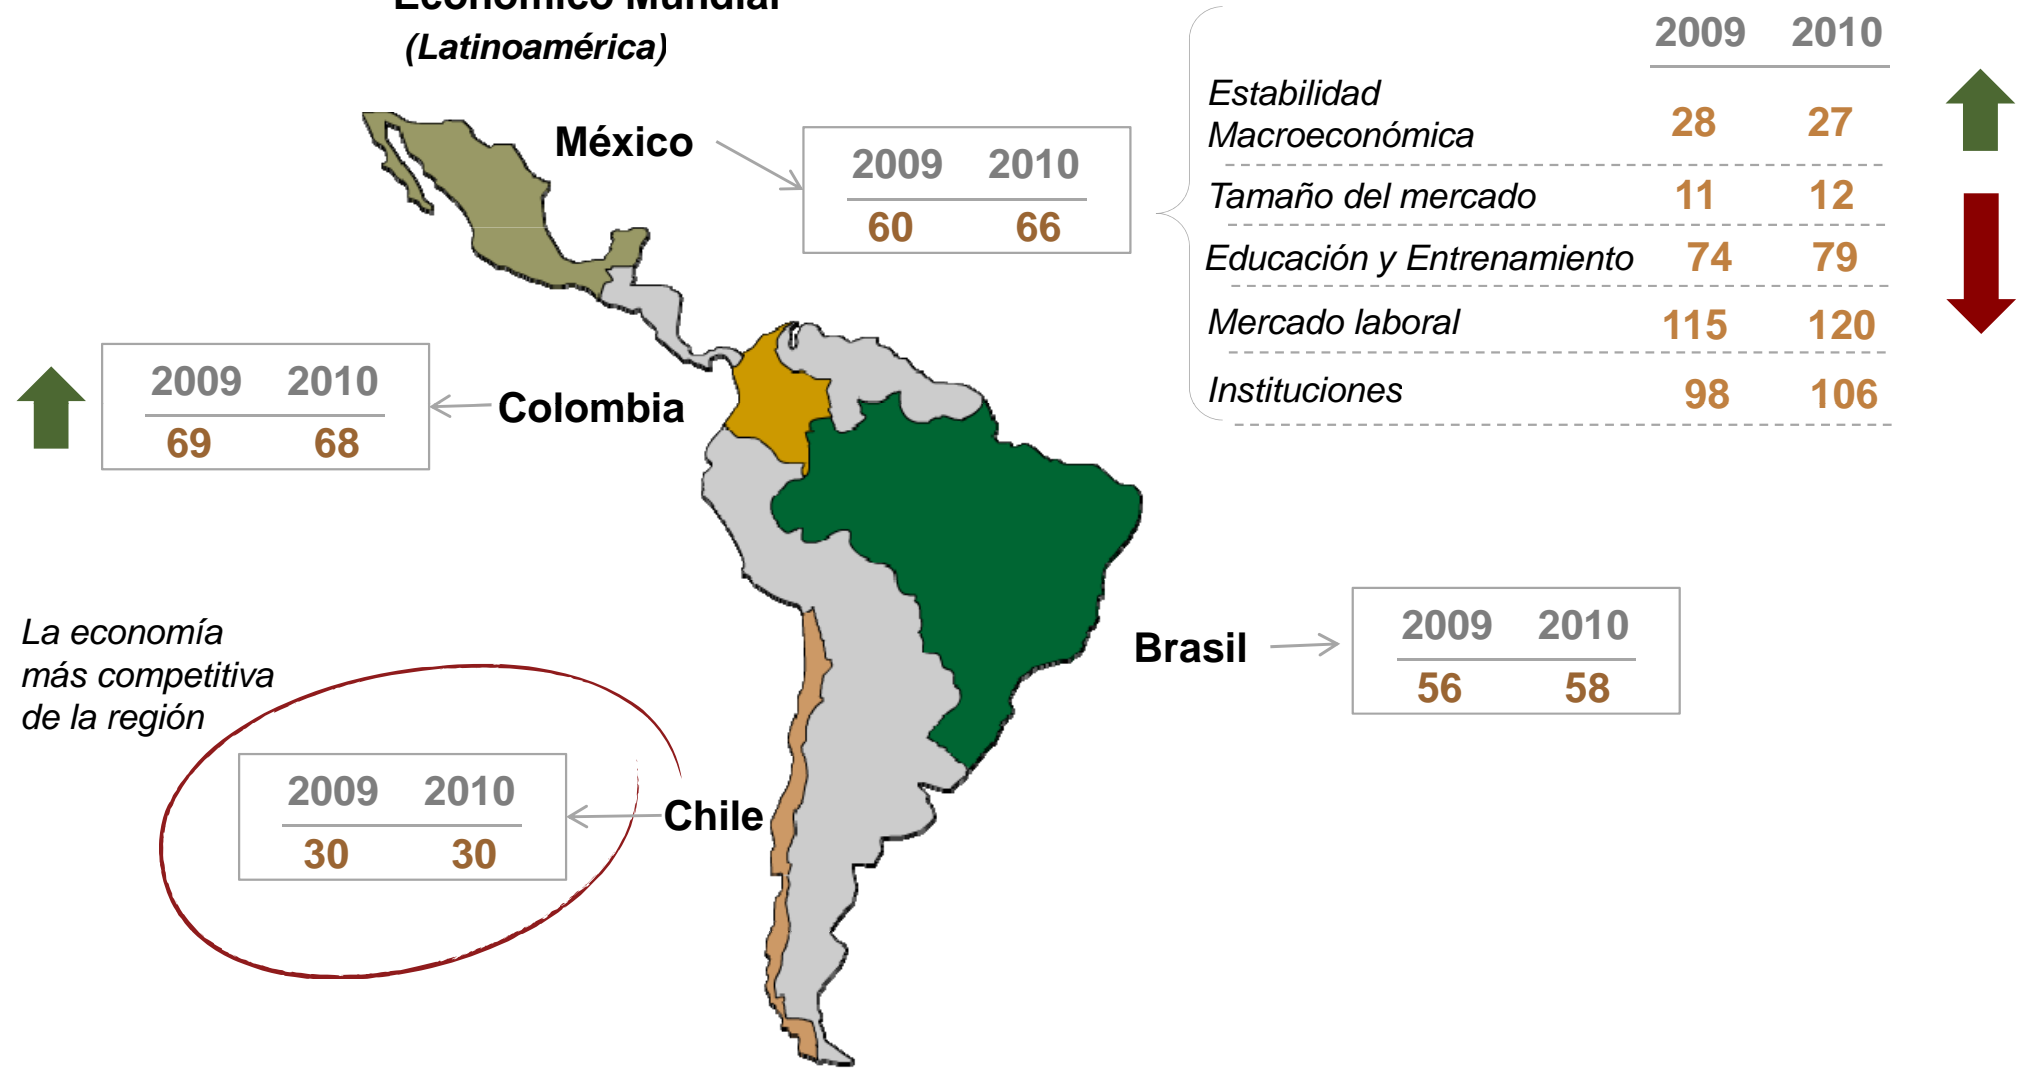 Económico Mundial
(Latinoamérica)
México
2009 2010
60 66
2009 2010
Estabilidad
Macroeconómica 28 27
Tamaño del mercado 11 12
Educación y Entrenamiento 74 79
Mercado laboral 115 120
Instituciones 98 106
2009 2010
69 68
Colombia
Brasil
2009 2010
56 58
La economía
más competitiva
de la región
2009 2010
30 30
Chile